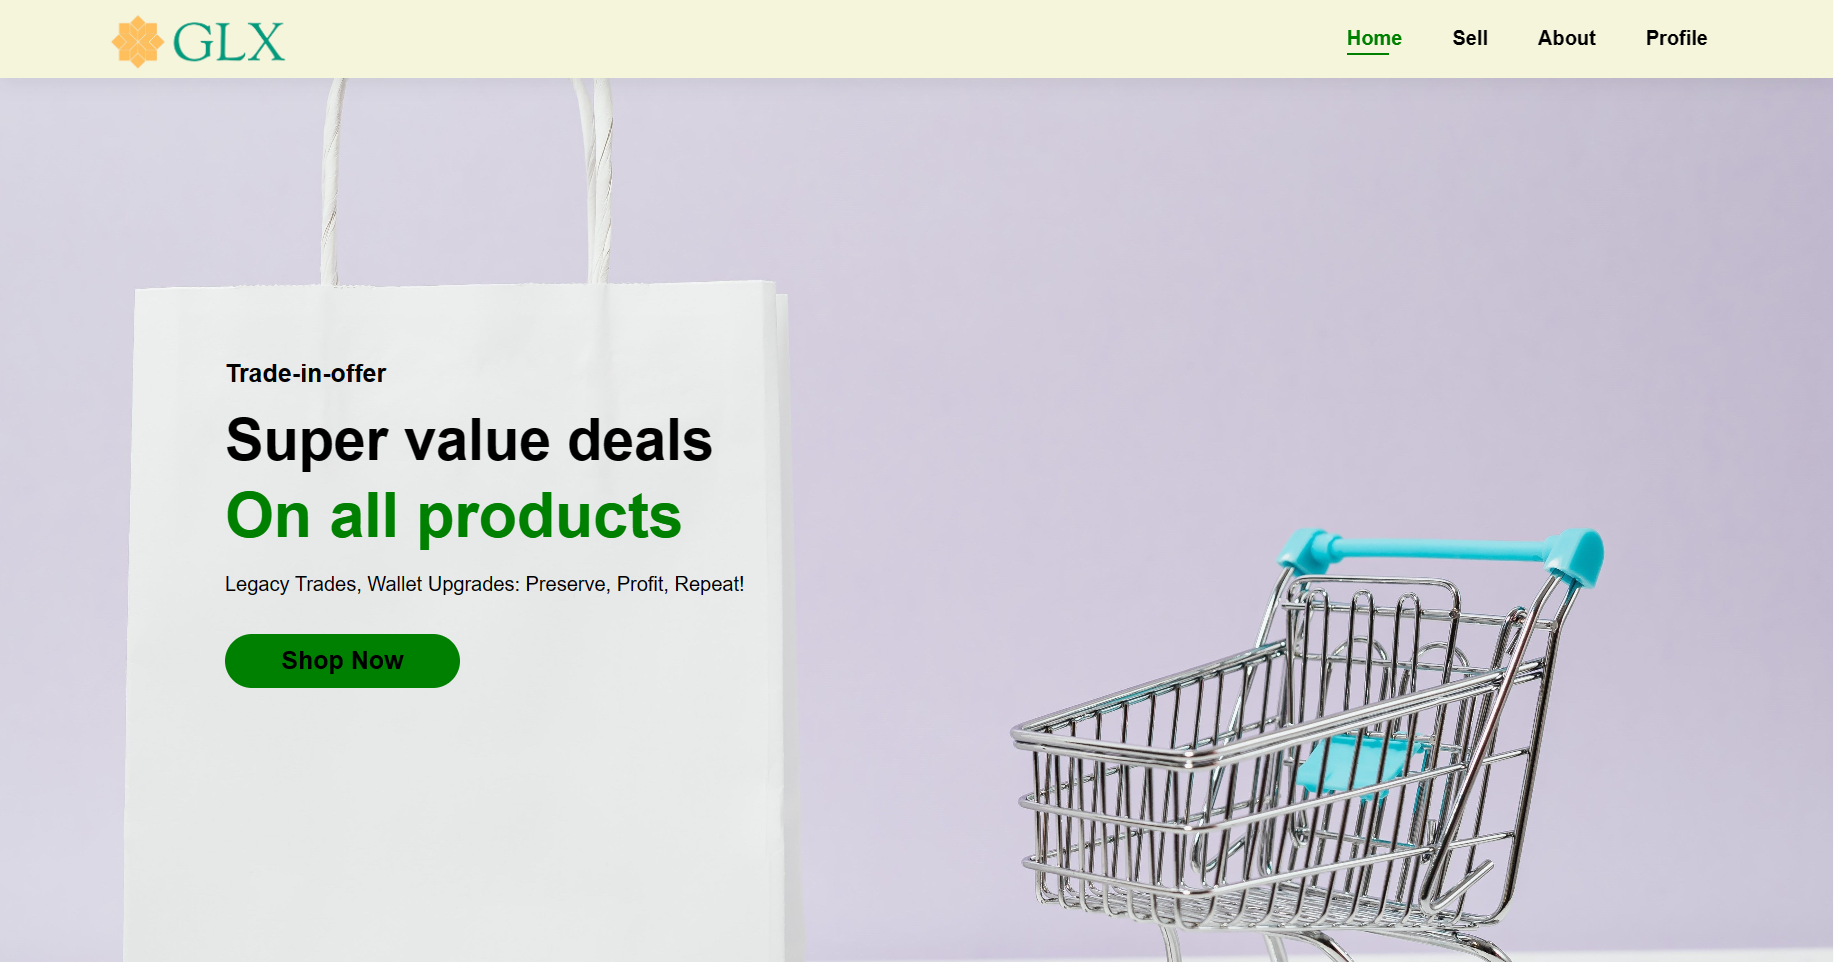 GLX
Home Sell About Profile
Trade-in-offer
Super value deals
On all products
Legacy Trades, Wallet Upgrades: Preserve, Profit, Repeat!
Shop Now